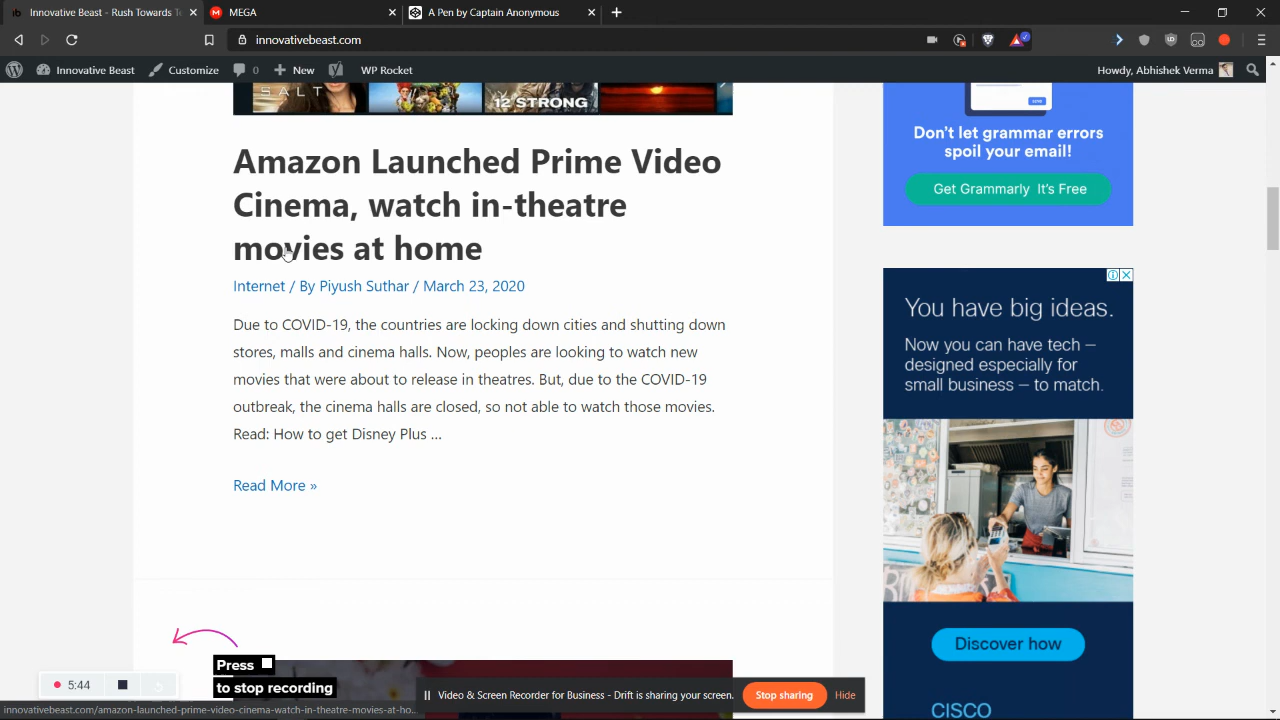 Innovative Beast - Rush Towards Te
MEGA
A Pen by Captain Anonymous
innovativebeast.com
Innovative Beast
Customize
0
New
WP Rocket
Howdy, Abhishek Verma
SALT
12 STRONG
Amazon Launched Prime Video
Cinema, watch in-theatre
movies at home
Internet / By Piyush Suthar / March 23, 2020
Due to COVID-19, the countries are locking down cities and shutting down
stores, malls and cinema halls. Now, peoples are looking to watch new
movies that were about to release in theatres. But, due to the COVID-19
outbreak, the cinema halls are closed, so not able to watch those movies.
Read: How to get Disney Plus ...
Read More »
Don't let grammar errors
spoil your email!
Get Grammarly It's Free
You have big ideas.
Now you can have tech –
designed especially for
small business – to match.
Discover how
CISCO
Press
to stop recording
5:44
Video & Screen Recorder for Business - Drift is sharing your screen.
Stop sharing
Hide
innovativebeast.com/amazon-launched-prime-video-cinema-watch-in-theatre-movies-at-ho...